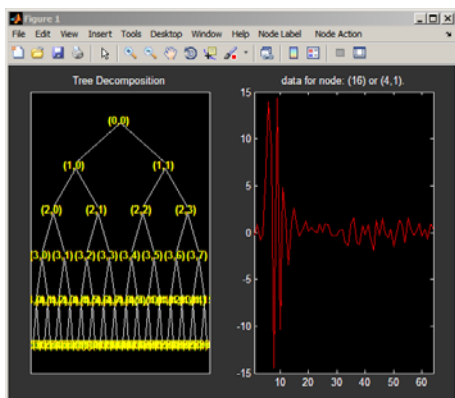 Figure 1
File Edit View Insert Tools Desktop Window Help Node Label Node Action
Tree Decomposition
data for node: (16) or (4,1).
(0,0)
(1,0) (1,1)
(2,0) (2,1) (2,2) (2,3)
(3,0) (3,1) (3,2) (3,3) (3,4) (3,5) (3,6) (3,7)
15
10
5
0
-5
-10
-15
10 20 30 40 50 60